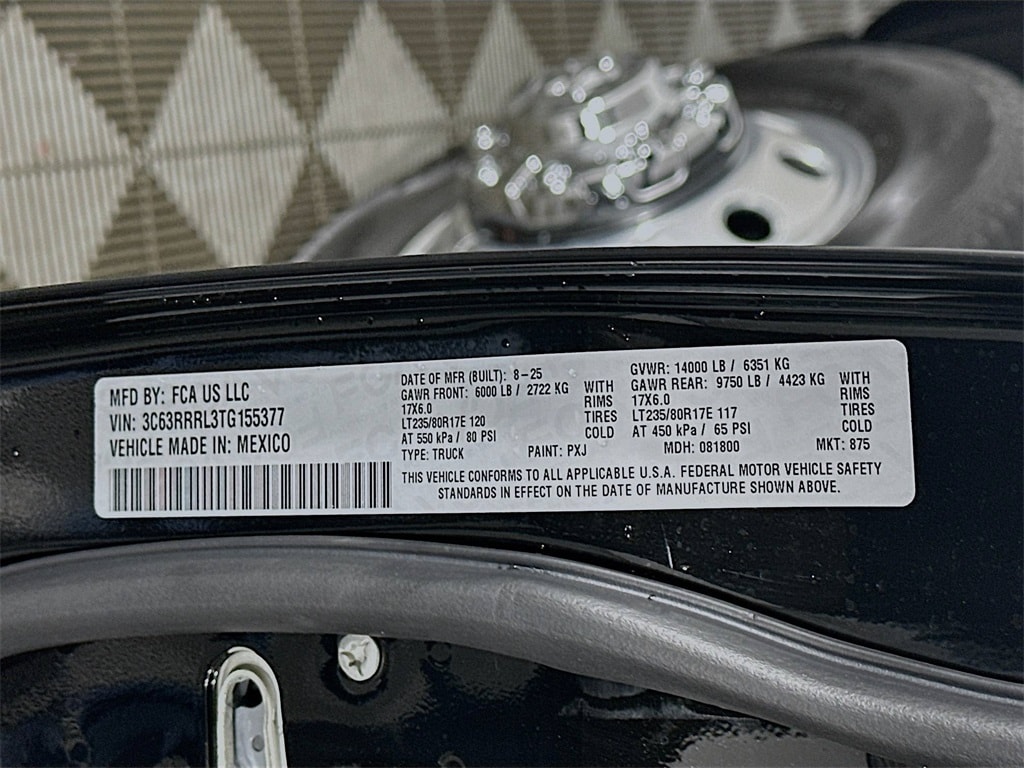 MFD BY: FCA US LLC
VIN: 3C63RRRL3TG155377
VEHICLE MADE IN: MEXICO
DATE OF MFR (BUILT): 8-25
GAWR FRONT: 6000 LB / 2722 KG WITH
17X6.0 RIMS
LT235/80R17E 120 TIRES
AT 550 kPa / 80 PSI COLD
TYPE: TRUCK PAINT: PXJ
GVWR: 14000 LB / 6351 KG
GAWR REAR: 9750 LB / 4423 KG WITH
17X6.0 RIMS
LT235/80R17E 117 TIRES
AT 450 kPa / 65 PSI COLD
MDH: 081800 MKT: 875
THIS VEHICLE CONFORMS TO ALL APPLICABLE U.S.A. FEDERAL MOTOR VEHICLE SAFETY
STANDARDS IN EFFECT ON THE DATE OF MANUFACTURE SHOWN ABOVE.